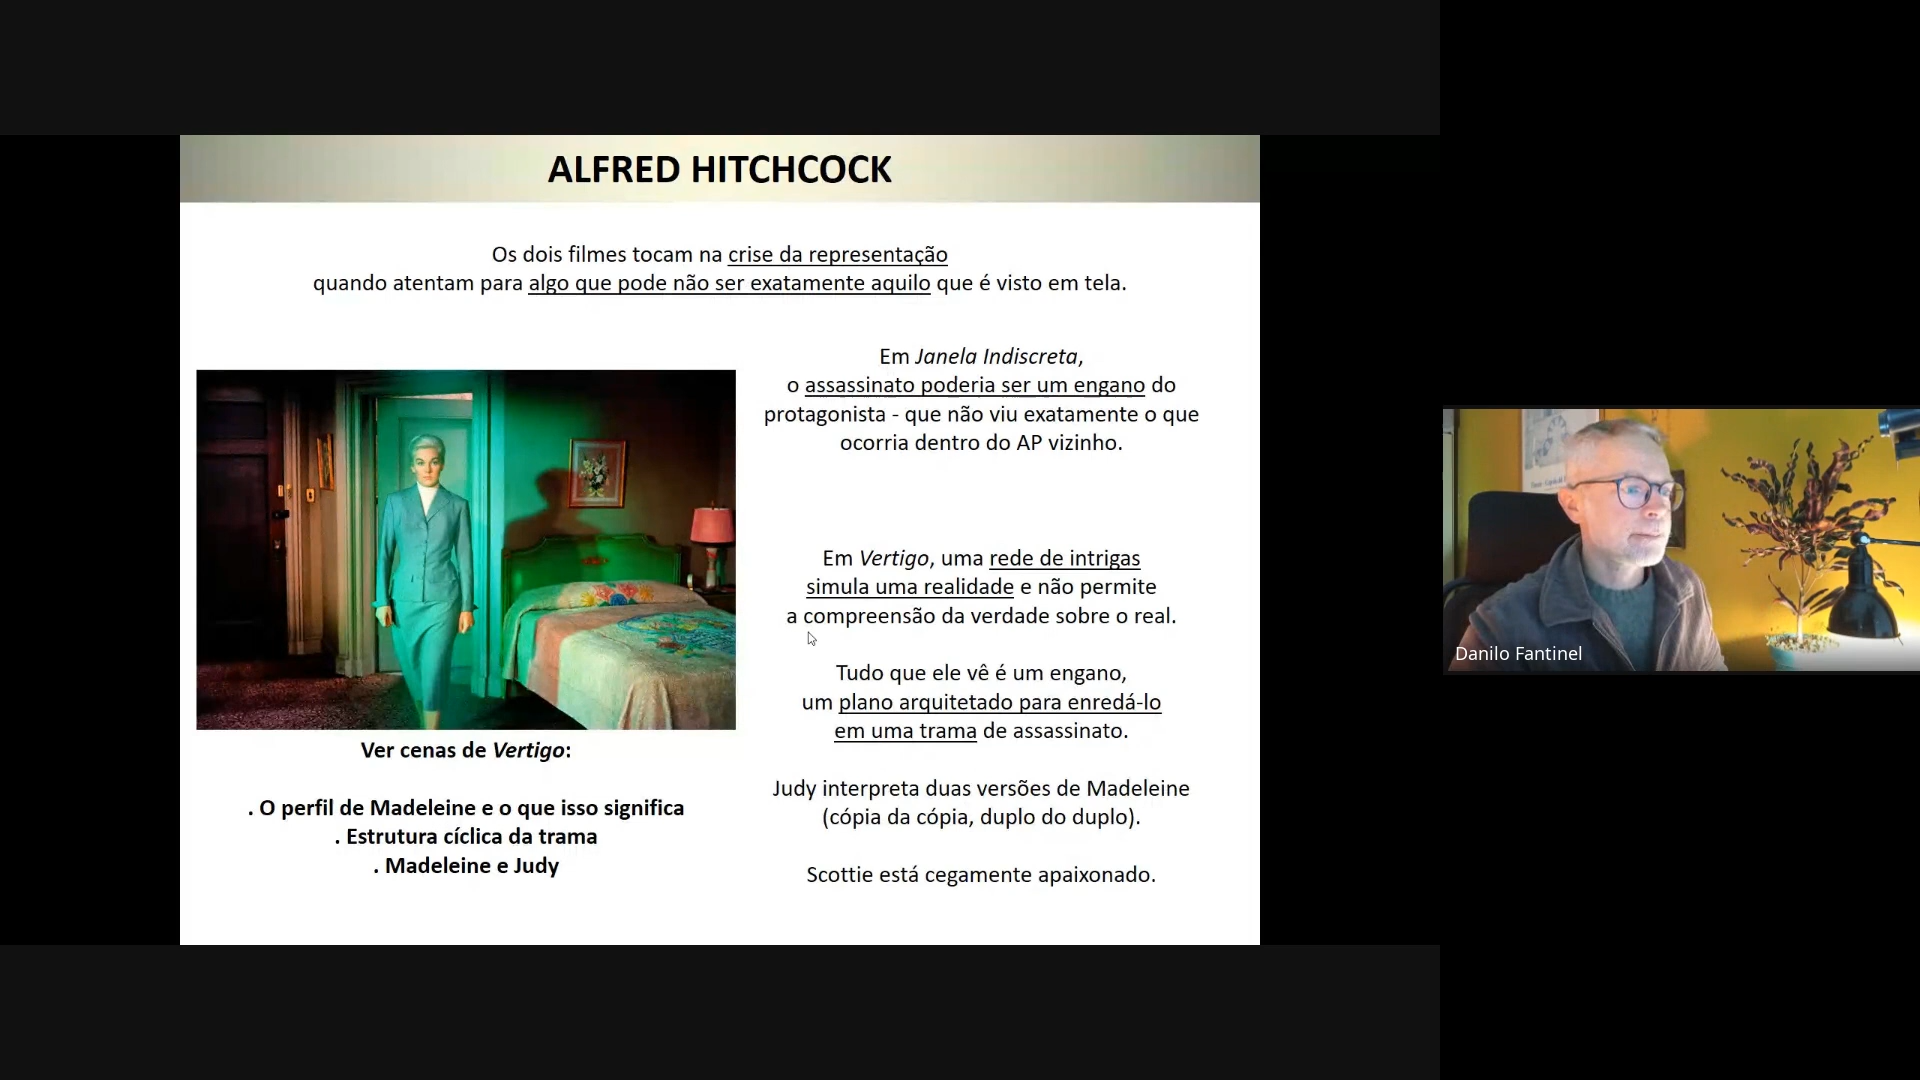 ALFRED HITCHCOCK
Os dois filmes tocam na crise da representação
quando atentam para algo que pode não ser exatamente aquilo que é visto em tela.
Em Janela Indiscreta,
o assassinato poderia ser um engano do
protagonista - que não viu exatamente o que
ocorria dentro do AP vizinho.
Em Vertigo, uma rede de intrigas
simula uma realidade e não permite
a compreensão da verdade sobre o real.
Tudo que ele vê é um engano,
um plano arquitetado para enredá-lo
em uma trama de assassinato.
Judy interpreta duas versões de Madeleine
(cópia da cópia, duplo do duplo).
Scottie está cegamente apaixonado.
Ver cenas de Vertigo:
. O perfil de Madeleine e o que isso significa
. Estrutura cíclica da trama
. Madeleine e Judy
Danilo Fantinel